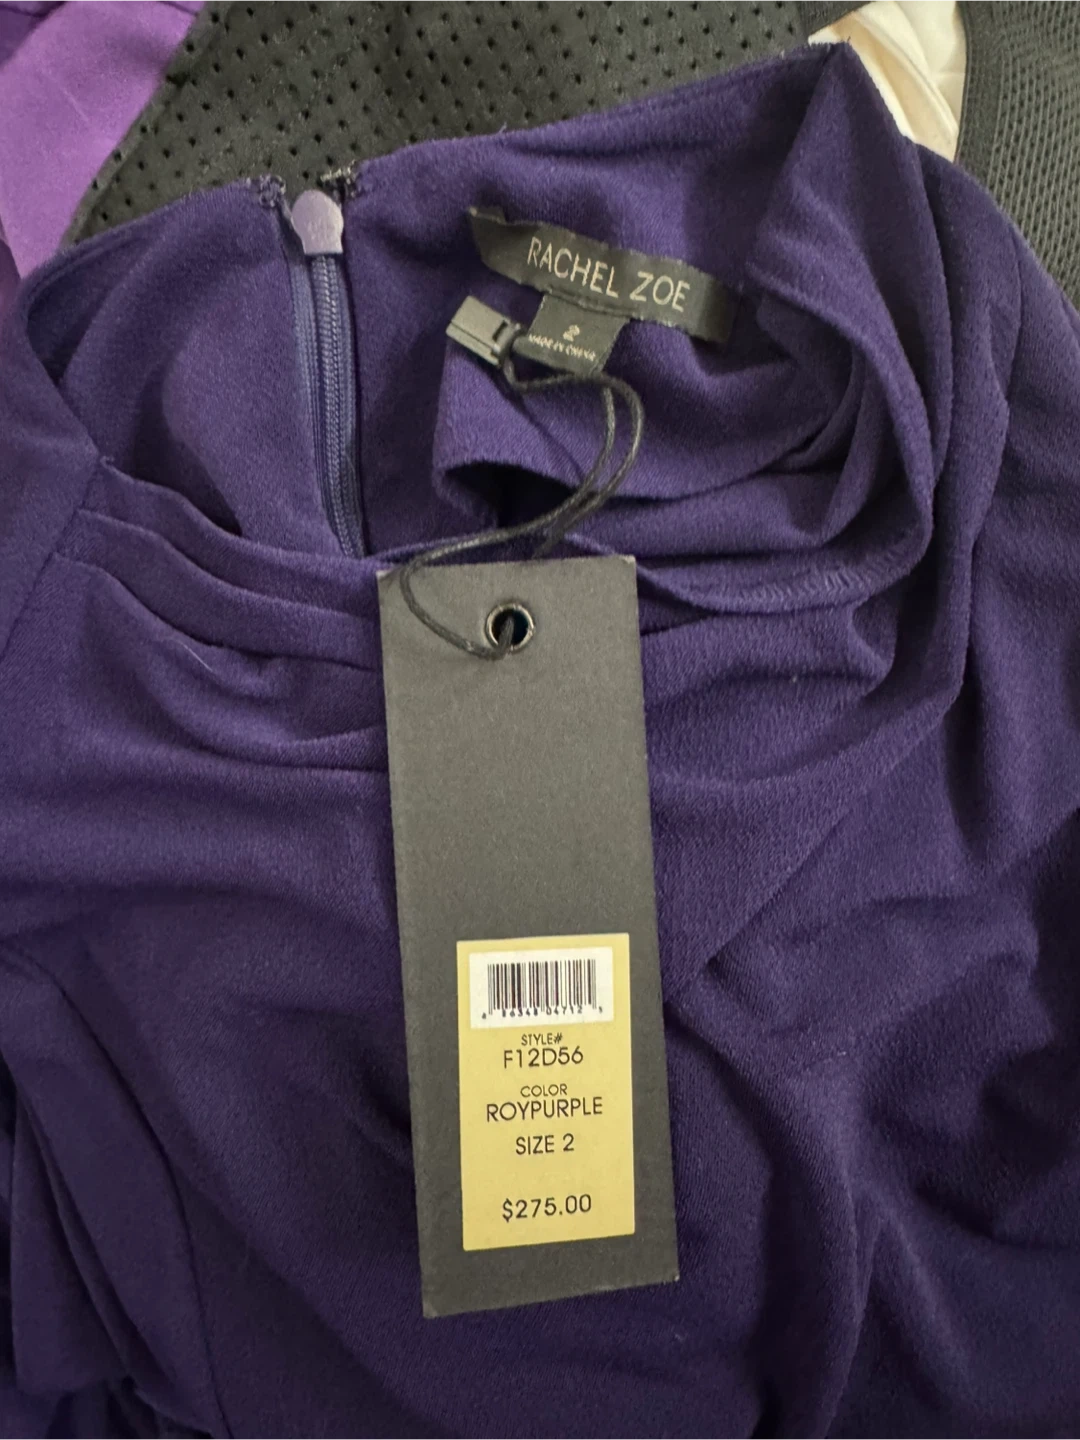 RACHEL ZOE
2
MADE IN CHINA
STYLE#
F12D56
COLOR
ROYPURPLE
SIZE 2
$275.00